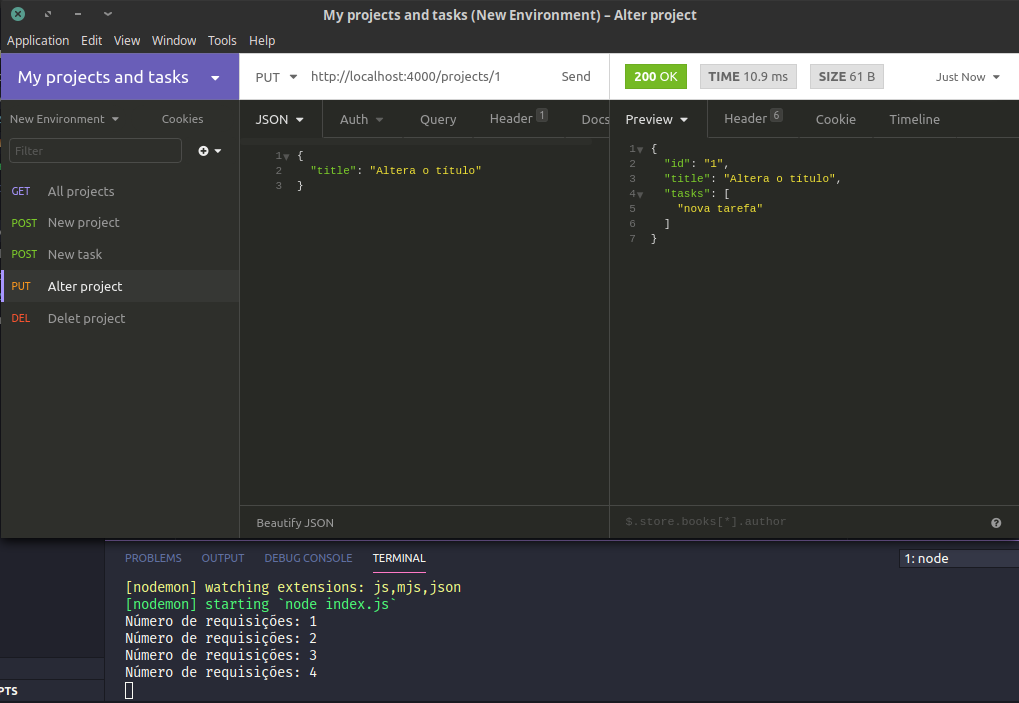 My projects and tasks (New Environment) – Alter project
Application Edit View Window Tools Help
My projects and tasks
PUT http://localhost:4000/projects/1 Send
200 OK TIME 10.9 ms SIZE 61 B Just Now
New Environment Cookies
JSON Auth Query Header 1 Docs
Preview Header 6 Cookie Timeline
Filter
GET All projects
POST New project
POST New task
PUT Alter project
DEL Delet project
1 {
2 "title": "Altera o título"
3 }
Beautify JSON
1 {
2 "id": "1",
3 "title": "Altera o título",
4 "tasks": [
5 "nova tarefa"
6 ]
7 }
$.store.books[*].author
PROBLEMS OUTPUT DEBUG CONSOLE TERMINAL 1: node
[nodemon] watching extensions: js,mjs,json
[nodemon] starting `node index.js`
Número de requisições: 1
Número de requisições: 2
Número de requisições: 3
Número de requisições: 4
PTS